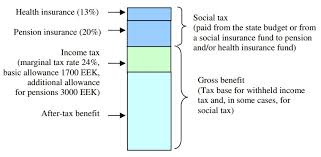 Health insurance (13%)
Pension insurance (20%)
Income tax
(marginal tax rate 24%,
basic allowance 1700 EEK,
additional allowance
for pensions 3000 EEK)
After-tax benefit
Social tax
(paid from the state budget or from
a social insurance fund to pension
and/or health insurance fund)
Gross benefit
(Tax base for withheld income
tax and, in some cases, for
social tax)